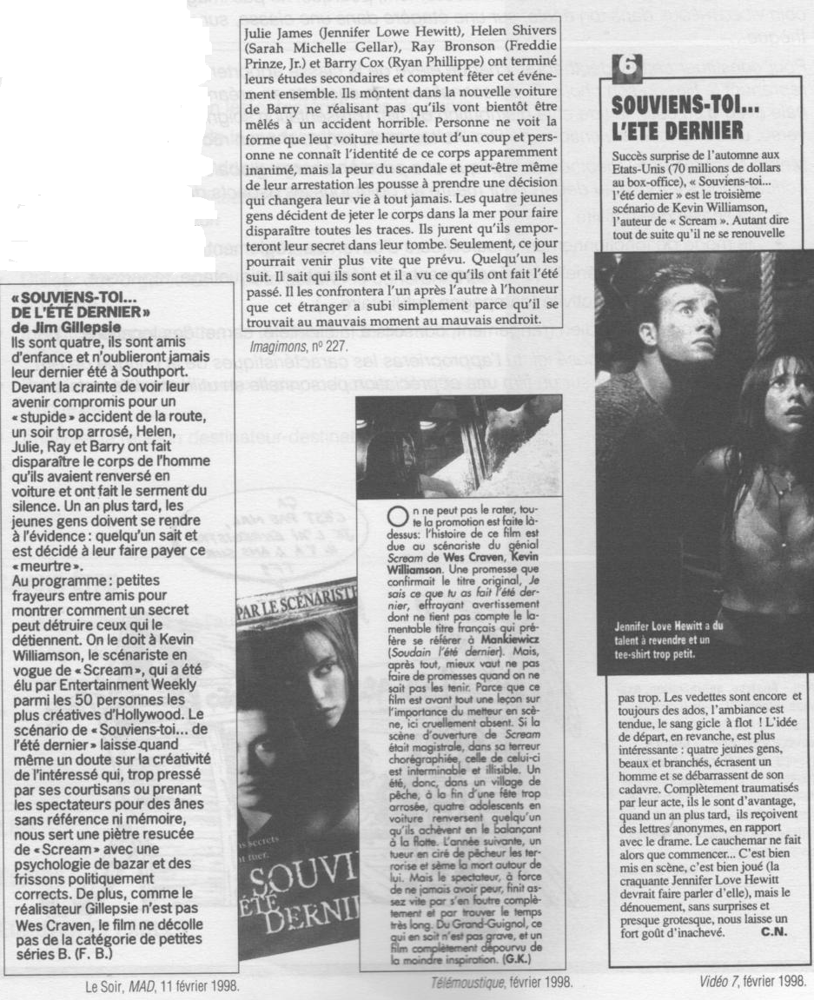 Julie James (Jennifer Lowe Hewitt), Helen Shivers
(Sarah Michelle Gellar), Ray Bronson (Freddie
Prinze, Jr.) et Barry Cox (Ryan Phillippe) ont terminé
leurs études secondaires et comptent fêter cet événe-
ment ensemble. Ils montent dans la nouvelle voiture
de Barry ne réalisant pas qu'ils vont bientôt être
mêlés à un accident horrible. Personne ne voit la
forme que leur voiture heurte tout d'un coup et pers-
onne ne connaît l'identité de ce corps apparemment
inanimé, mais la peur du scandale et peut-être même
de leur arrestation les pousse à prendre une décision
qui changera leur vie à tout jamais. Les quatre jeunes
gens décident de jeter le corps dans la mer pour faire
disparaître toutes les traces. Ils jurent qu'ils empor-
teront leur secret dans leur tombe. Seulement, ce jour
pourrait venir plus vite que prévu. Quelqu'un les
suit. Il sait qui ils sont et il a vu ce qu'ils ont fait l'été
passé. Il les confrontera l'un après l'autre à l'honneur
que cet étranger a subi simplement parce qu'il se
trouvait au mauvais moment au mauvais endroit.
Imagimons, nº 227.
«SOUVIENS-TOI...
DE L'ÉTÉ DERNIER»
de Jim Gillepsie
Ils sont quatre, ils sont amis
d'enfance et n'oublieront jamais
leur dernier été à Southport.
Devant la crainte de voir leur
avenir compromis pour un
«stupide» accident de la route,
un soir trop arrosé, Helen,
Julie, Ray et Barry ont fait
disparaître le corps de l'homme
qu'ils avaient renversé en
voiture et ont fait le serment du
silence. Un an plus tard, les
jeunes gens doivent se rendre
à l'évidence : quelqu'un sait et
est décidé à leur faire payer ce
«meurtre».
Au programme : petites
frayeurs entre amis pour
montrer comment un secret
peut détruire ceux qui le
détiennent. On le doit à Kevin
Williamson, le scénariste en
vogue de «Scream», qui a été
élu par Entertainment Weekly
parmi les 50 personnes les
plus créatives d'Hollywood. Le
scénario de «Souviens-toi... de
l'été dernier» laisse quand
même un doute sur la créativité
de l'intéressé qui, trop pressé
par ses courtisans ou prenant
les spectateurs pour des ânes
sans référence ni mémoire,
nous sert une piètre resucée
de «Scream» avec une
psychologie de bazar et des
frissons politiquement
corrects. De plus, comme le
réalisateur Gillepsie n'est pas
Wes Craven, le film ne décolle
pas de la catégorie de petites
séries B. (F. B.)
Le Soir, MAD, 11 février 1998.
PAR LE SCÉNARISTE
secrets
tuer.
SOUVI
ÉTÉ
DERNI
On ne peut pas le rater, tou-
te la promotion est faite là-
dessus: l'histoire de ce film est
due au scénariste du génial
Scream de Wes Craven, Kevin
Williamson. Une promesse que
confirmait le titre original, Je
sais ce que tu as fait l'été der-
nier, effrayant avertissement
dont ne tient pas compte le la-
mentable titre français qui pré-
fère se référer à Mankiewicz
(Soudain l'été dernier). Mais,
après tout, mieux vaut ne pas
faire de promesses quand on ne
sait pas les tenir. Parce que ce
film est avant tout une leçon sur
l'importance du metteur en scè-
ne, ici cruellement absent. Si la
scène d'ouverture de Scream
était magistrale, dans sa terreur
chorégraphiée, celle de celui-ci
est interminable et illisible. Un
été, donc, dans un village de
pêche, à la fin d'une fête trop
arrosée, quatre adolescents en
voiture renversent quelqu'un
qu'ils achèvent en le balançant
à la flotte. L'année suivante, un
tueur en ciré de pêcheur les ter-
rorise et sème la mort autour de
lui. Mais le spectateur, à force
de ne jamais avoir peur, finit as-
sez vite par s'en foutre complè-
tement et par trouver le temps
très long. Du Grand-Guignol, ce
qui en soit n'est pas grave, et un
film complètement dépourvu de
la moindre inspiration. (G.K.)
Télémoustique, février 1998.
6
SOUVIENS-TOI...
L'ETE DERNIER
Succès surprise de l'automne aux
Etats-Unis (70 millions de dollars
au box-office), « Souviens-toi...
l'été dernier » est le troisième
scénario de Kevin Williamson,
l'auteur de « Scream ». Autant dire
tout de suite qu'il ne se renouvelle
Jennifer Love Hewitt a du
talent à revendre et un
tee-shirt trop petit.
pas trop. Les vedettes sont encore et
toujours des ados, l'ambiance est
tendue, le sang gicle à flot ! L'idée
de départ, en revanche, est plus
intéressante : quatre jeunes gens,
beaux et branchés, écrasent un
homme et se débarrassent de son
cadavre. Complètement traumatisés
par leur acte, ils le sont d'avantage,
quand un an plus tard, ils reçoivent
des lettres anonymes, en rapport
avec le drame. Le cauchemar ne fait
alors que commencer... C'est bien
mis en scène, c'est bien joué (la
craquante Jennifer Love Hewitt
devrait faire parler d'elle), mais le
dénouement, sans surprises et
presque grotesque, nous laisse un
fort goût d'inachevé. C.N.
Vidéo 7, février 1998.